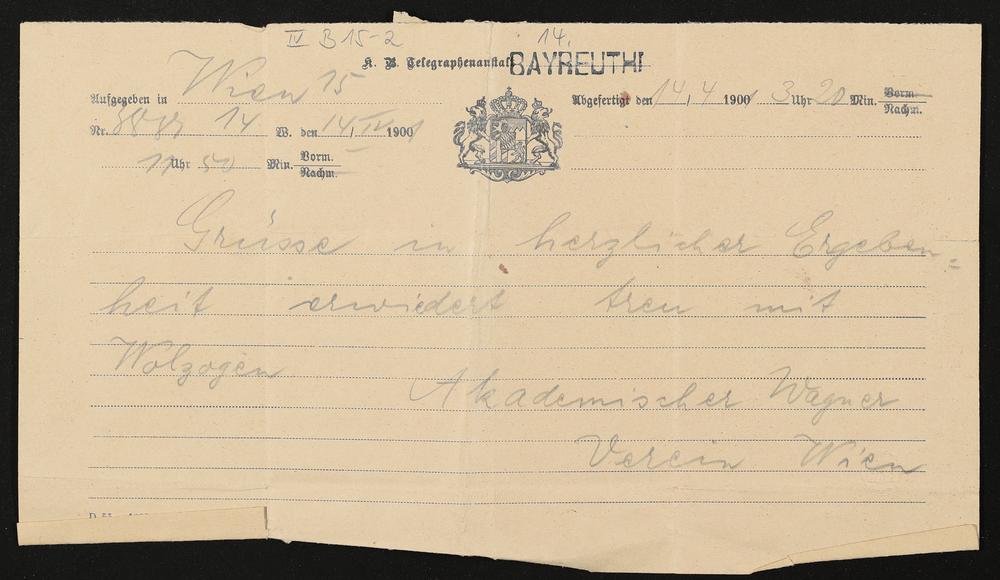 IV B 15-2
14.
K. B. Telegraphenanstalt BAYREUTH
Aufgegeben in Wien 15
Abgefertigt den 14,4 1900 3 Uhr 20 Min. Vorm. Nachm.
Nr. 14 W. den 14, IV 1900
11 Uhr 50 Min. Vorm. Nachm.
Grüsse in herzlicher Ergeben=
heit erwiedert treu mit
Wolzogen
Akademischer Wagner
Verein Wien